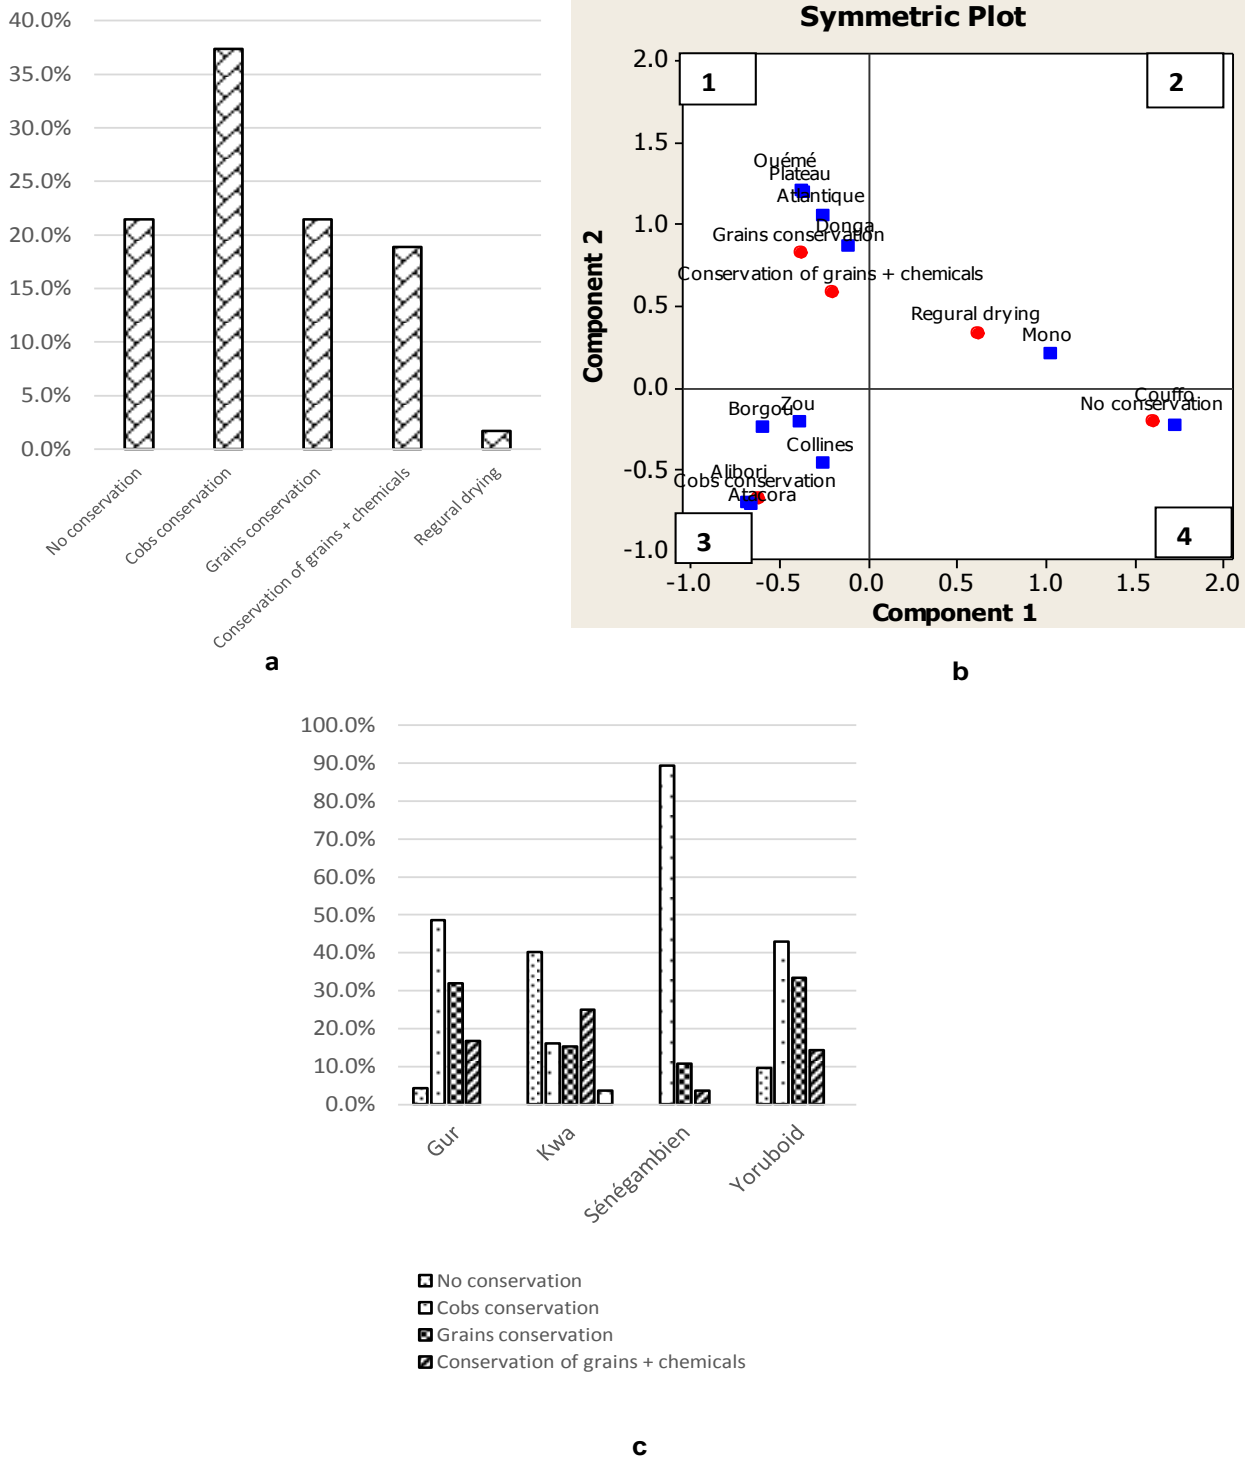 40.0%
35.0%
30.0%
25.0%
20.0%
15.0%
10.0%
5.0%
0.0%
No conservation
Cobs conservation
Grains conservation
Conservation of grains + chemicals
Regural drying
a
Symmetric Plot
1
2
3
4
Component 2
2.0
1.5
1.0
0.5
0.0
-0.5
-1.0
Ouémé
Plateau
Atlantique
Donga
Grains conservation
Conservation of grains + chemicals
Regural drying
Mono
Couffo
No conservation
Zou
Borgou
Collines
Alibori
Cobs conservation
Atacora
-1.0 -0.5 0.0 0.5 1.0 1.5 2.0
Component 1
b
100.0%
90.0%
80.0%
70.0%
60.0%
50.0%
40.0%
30.0%
20.0%
10.0%
0.0%
Gur
Kwa
Sénégambien
Yoruboid
No conservation
Cobs conservation
Grains conservation
Conservation of grains + chemicals
c